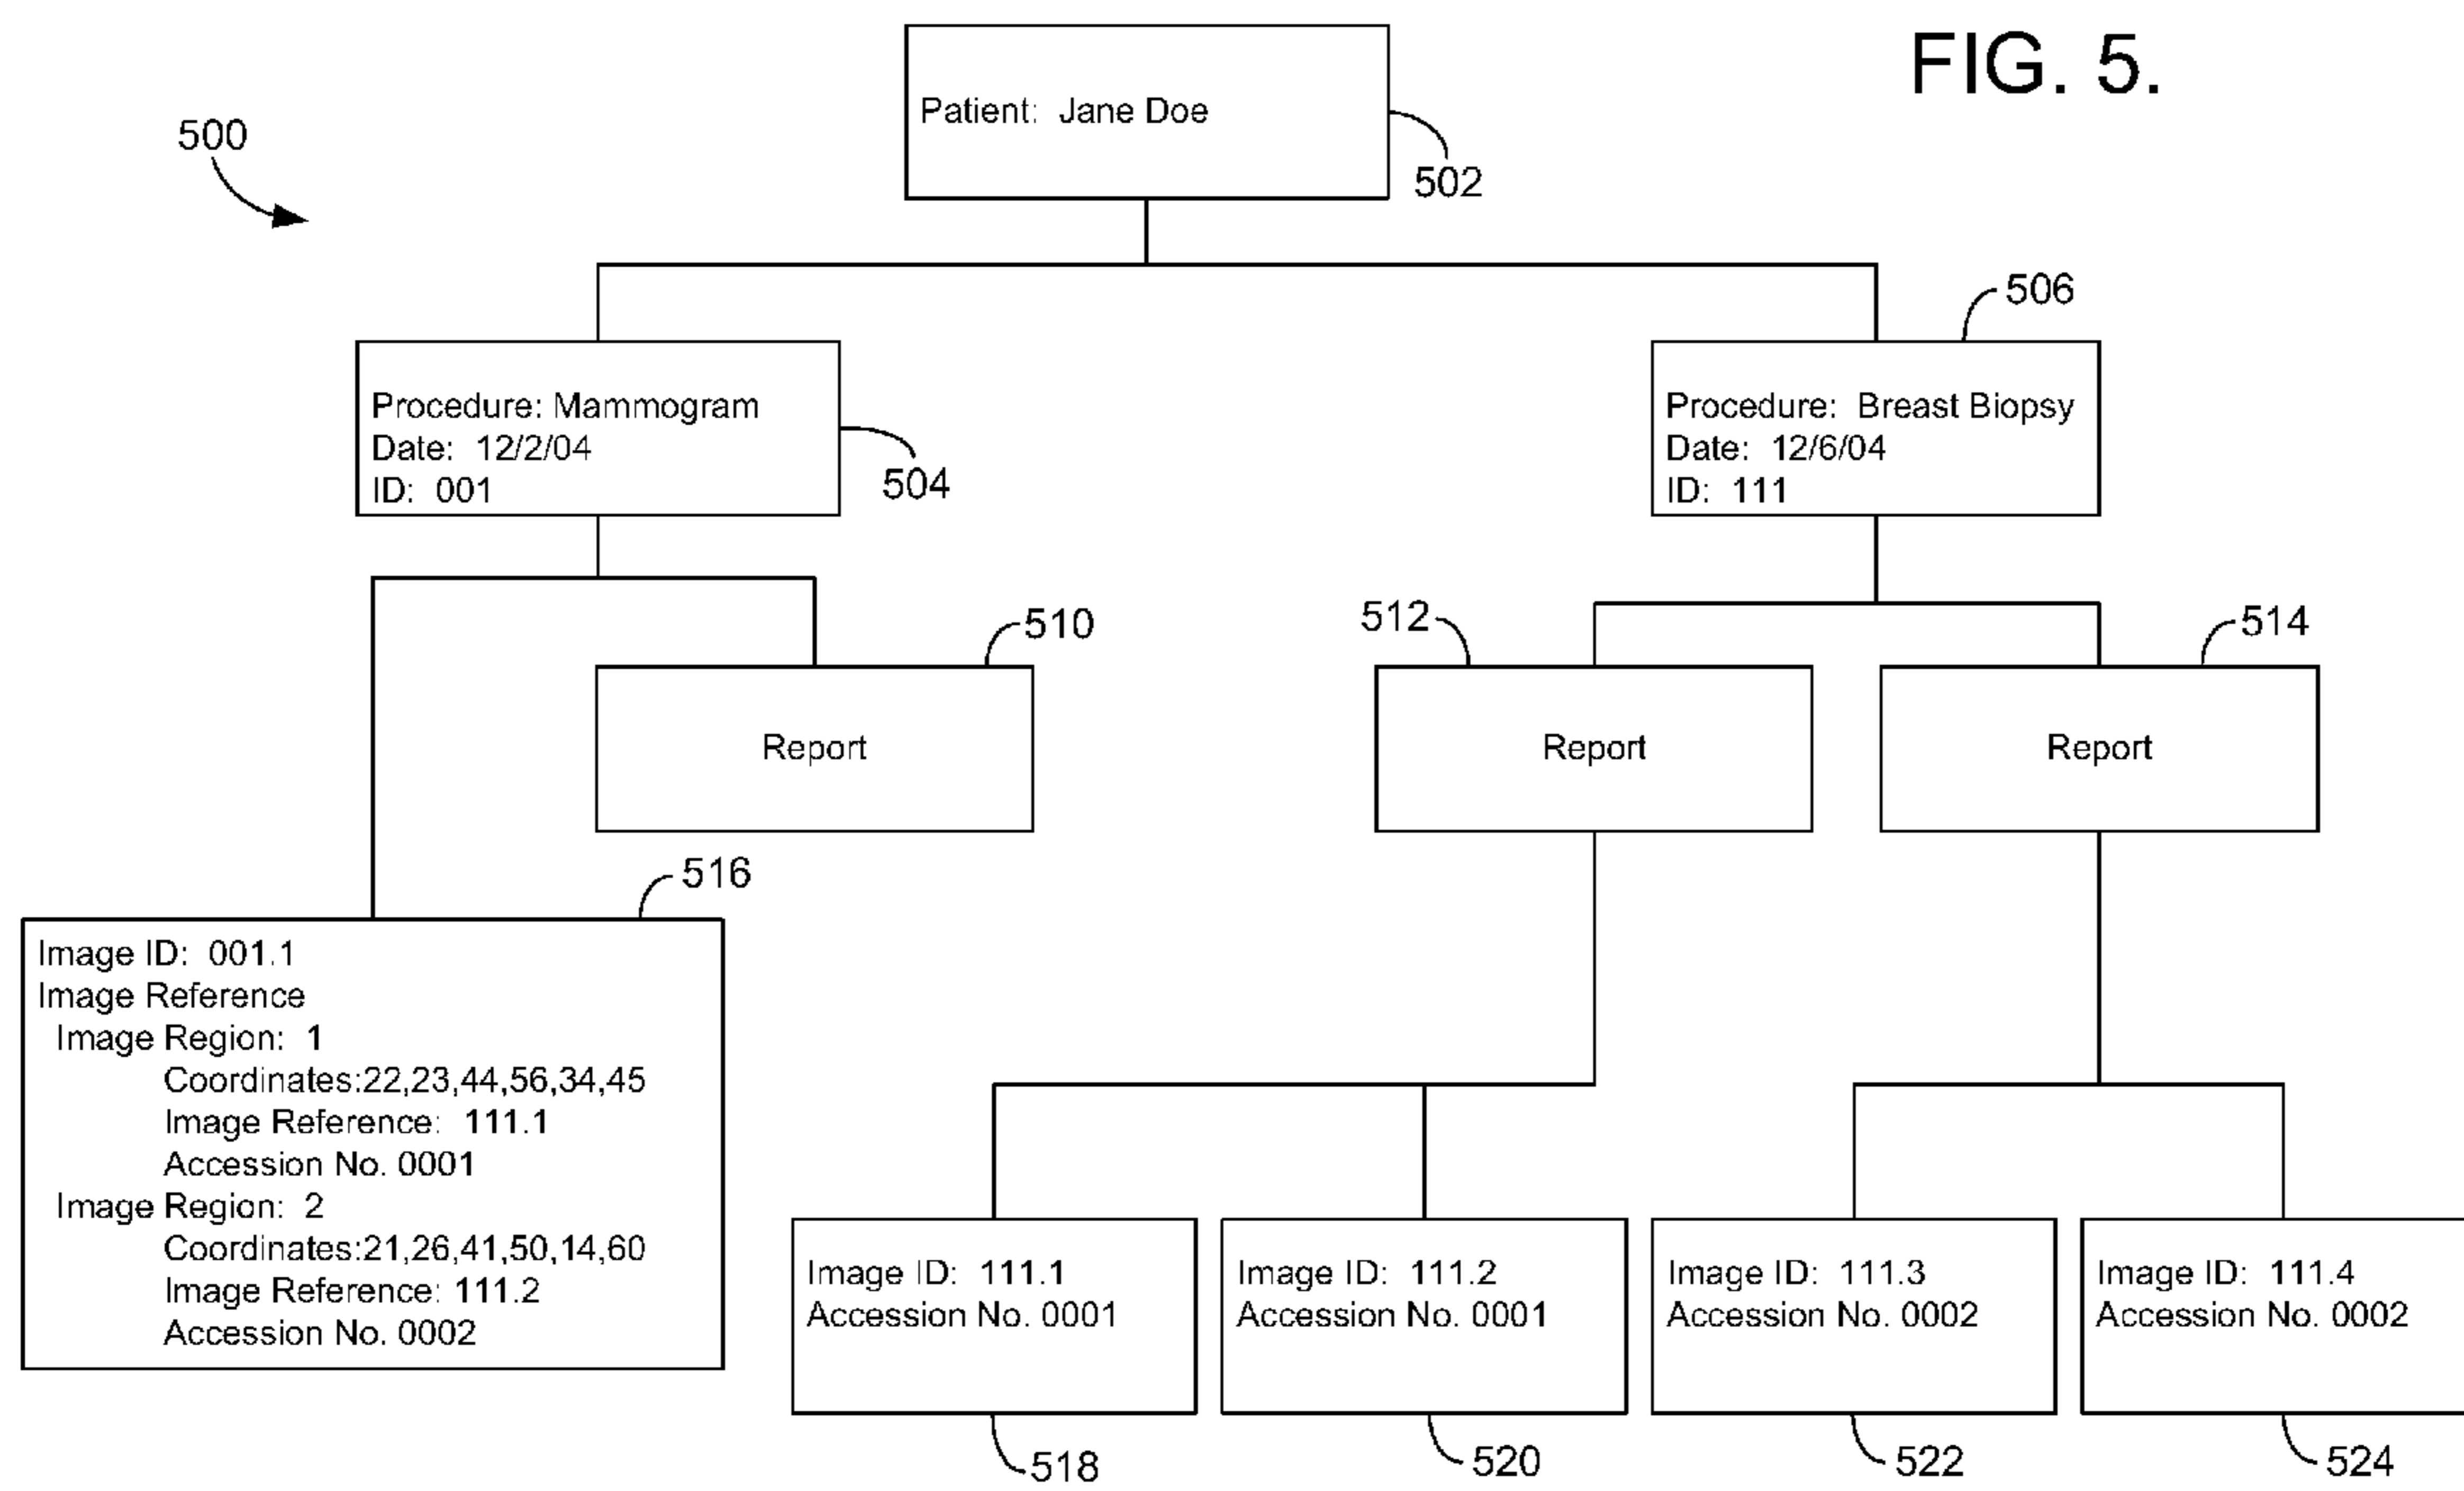 FIG. 5.
500
Patient: Jane Doe
502
506
Procedure: Mammogram
Date: 12/2/04
ID: 001
504
Procedure: Breast Biopsy
Date: 12/6/04
ID: 111
510
512
514
Report
Report
Report
516
Image ID: 001.1
Image Reference
Image Region: 1
Coordinates:22,23,44,56,34,45
Image Reference: 111.1
Accession No. 0001
Image Region: 2
Coordinates:21,26,41,50,14,60
Image Reference: 111.2
Accession No. 0002
Image ID: 111.1
Accession No. 0001
Image ID: 111.2
Accession No. 0001
Image ID: 111.3
Accession No. 0002
Image ID: 111.4
Accession No. 0002
518
520
522
524